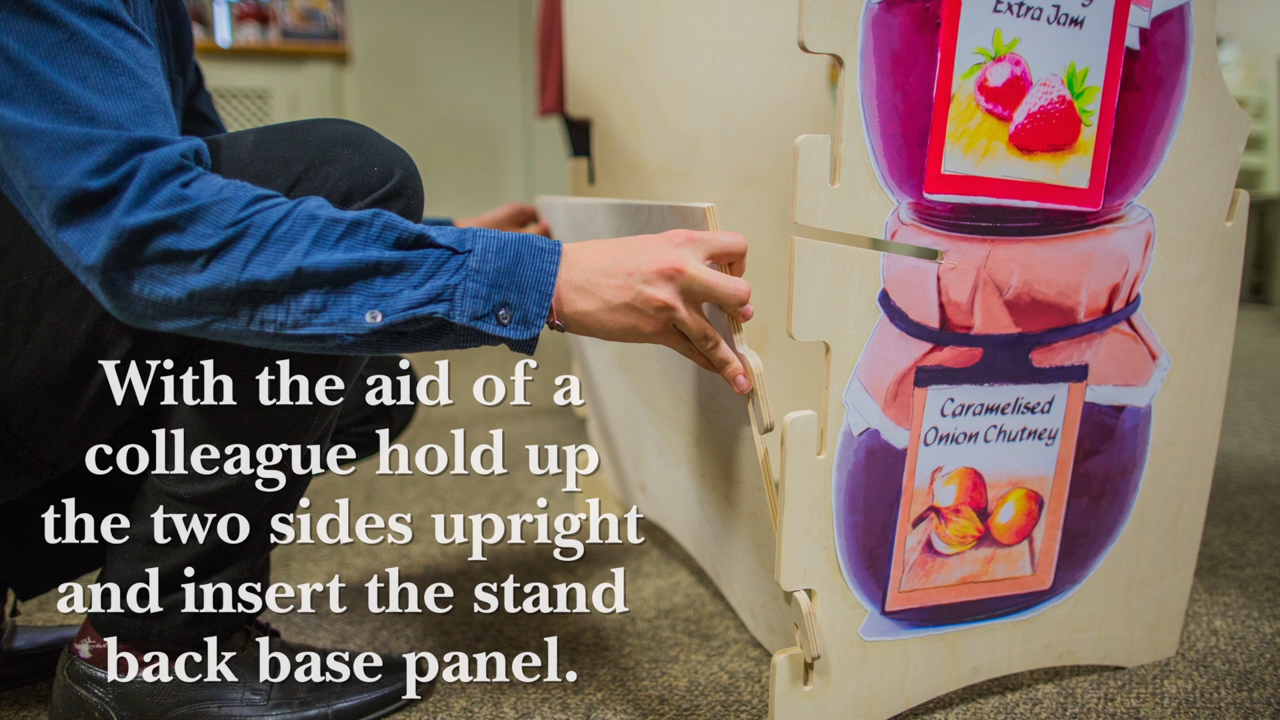 Extra Jam
Caramelised
Onion Chutney
With the aid of a
colleague hold up
the two sides upright
and insert the stand
back base panel.